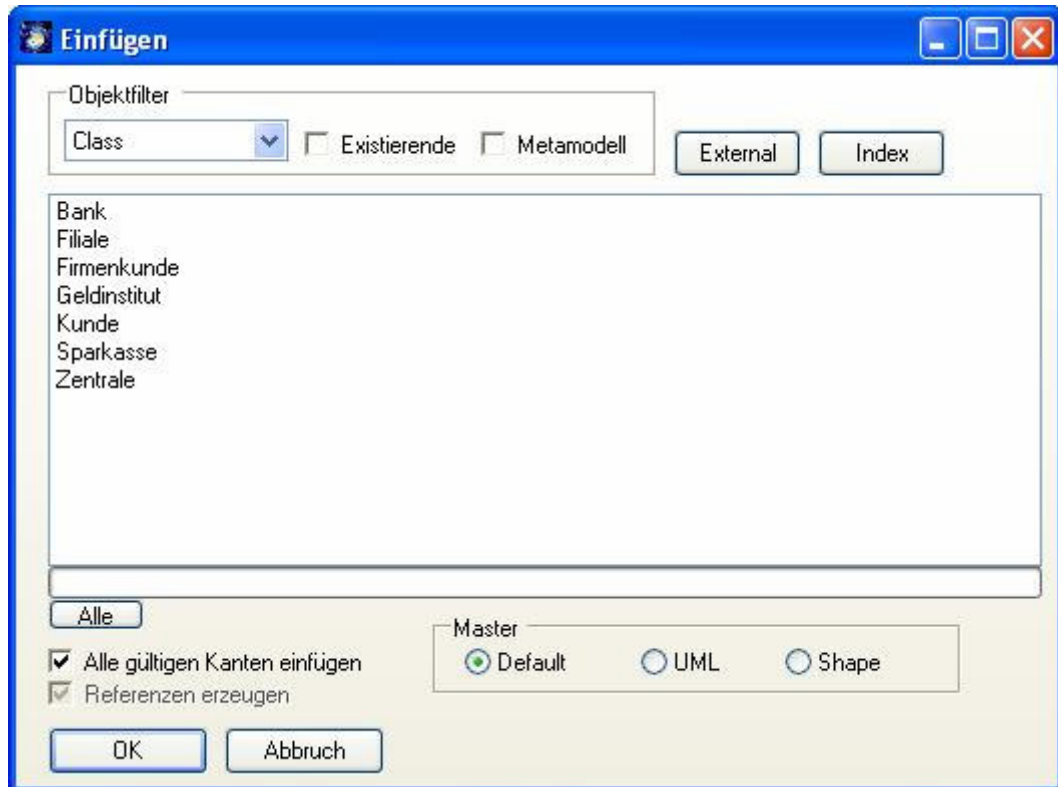 Einfügen
Objektfilter
Class Existierende Metamodell External Index
Bank
Filiale
Firmenkunde
Geldinstitut
Kunde
Sparkasse
Zentrale
Alle
Master
Alle gültigen Kanten einfügen Default UML Shape
Referenzen erzeugen
OK Abbruch